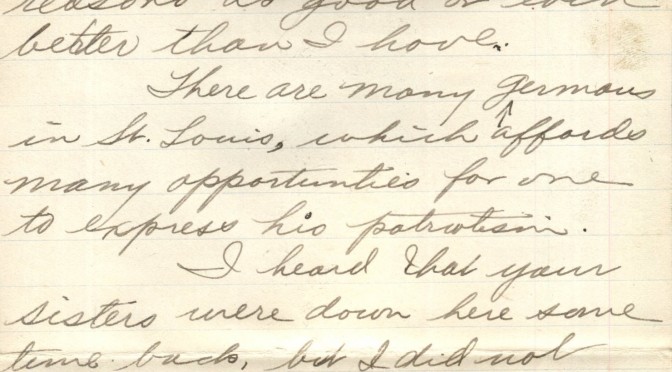 reasons as good or even
better than I have.
There are many Germans
in St. Louis, which affords
many opportunties for one
to express his patriotism.
I heard that your
sisters were down here some
time back, but I did not